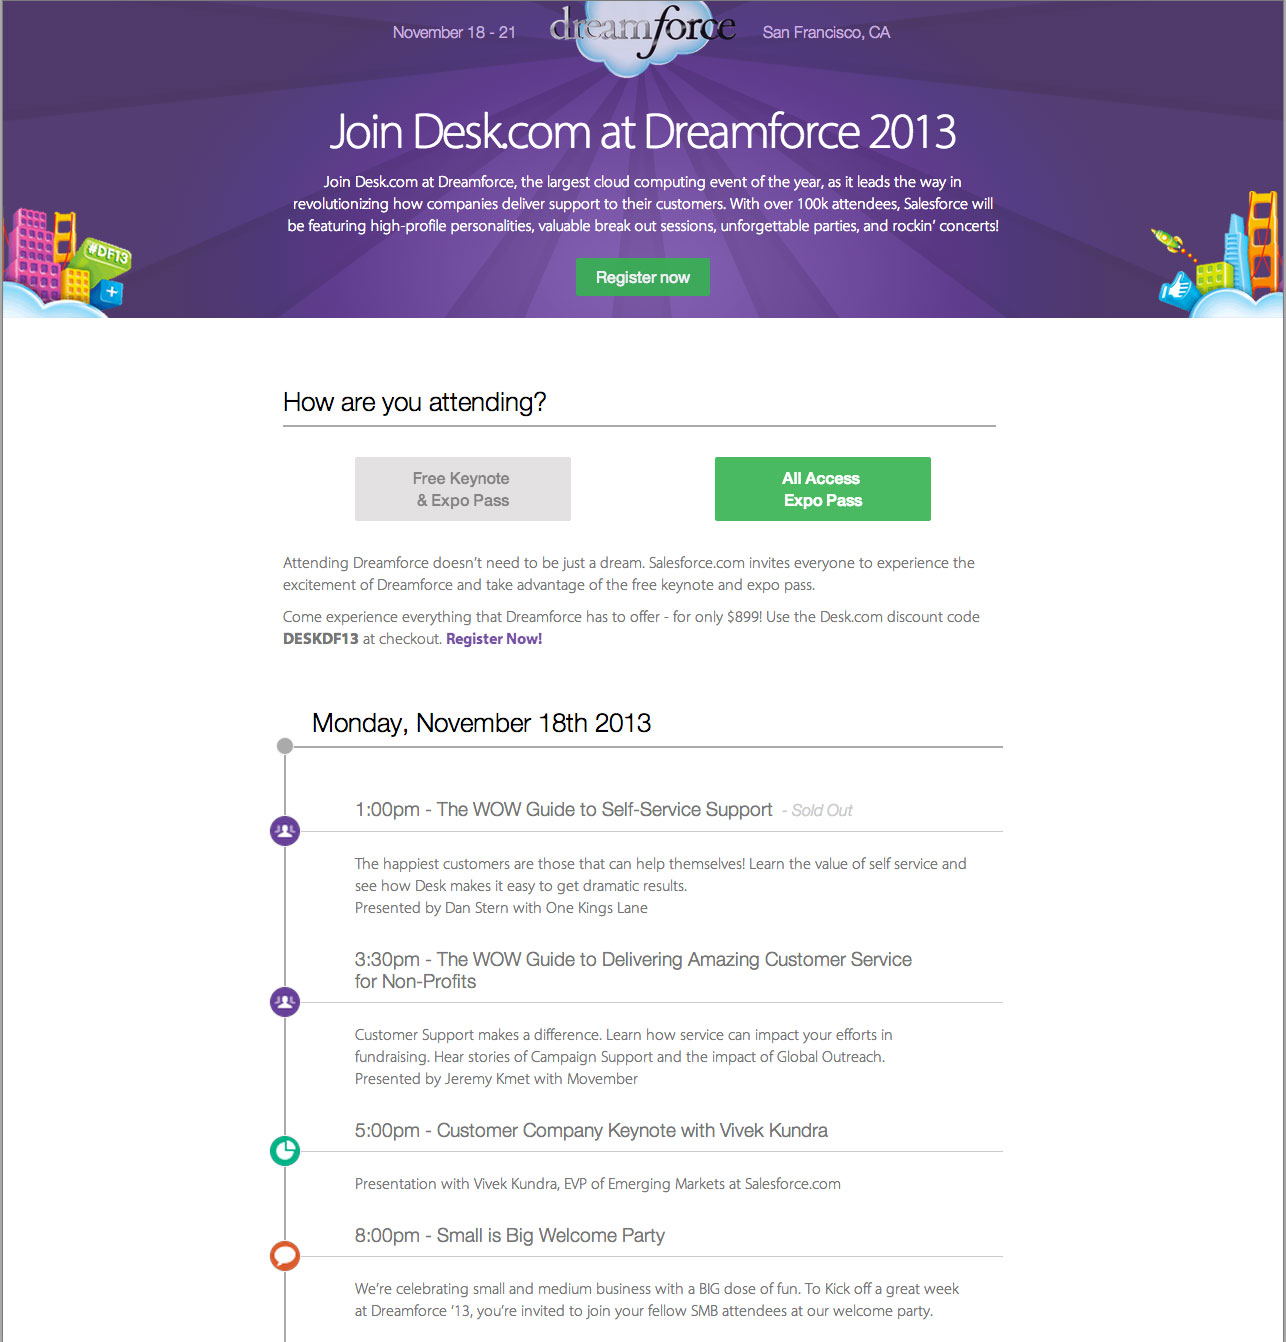 November 18 - 21
dreamforce
San Francisco, CA
Join Desk.com at Dreamforce 2013
Join Desk.com at Dreamforce, the largest cloud computing event of the year, as it leads the way in
revolutionizing how companies deliver support to their customers. With over 100k attendees, Salesforce will
be featuring high-profile personalities, valuable break out sessions, unforgettable parties, and rockin’ concerts!
#DF13
Register now
How are you attending?
Free Keynote
& Expo Pass
All Access
Expo Pass
Attending Dreamforce doesn’t need to be just a dream. Salesforce.com invites everyone to experience the
excitement of Dreamforce and take advantage of the free keynote and expo pass.
Come experience everything that Dreamforce has to offer - for only $899! Use the Desk.com discount code
DESKDF13 at checkout. Register Now!
Monday, November 18th 2013
1:00pm - The WOW Guide to Self-Service Support - Sold Out
The happiest customers are those that can help themselves! Learn the value of self service and
see how Desk makes it easy to get dramatic results.
Presented by Dan Stern with One Kings Lane
3:30pm - The WOW Guide to Delivering Amazing Customer Service
for Non-Profits
Customer Support makes a difference. Learn how service can impact your efforts in
fundraising. Hear stories of Campaign Support and the impact of Global Outreach.
Presented by Jeremy Kmet with Movember
5:00pm - Customer Company Keynote with Vivek Kundra
Presentation with Vivek Kundra, EVP of Emerging Markets at Salesforce.com
8:00pm - Small is Big Welcome Party
We’re celebrating small and medium business with a BIG dose of fun. To Kick off a great week
at Dreamforce ’13, you’re invited to join your fellow SMB attendees at our welcome party.